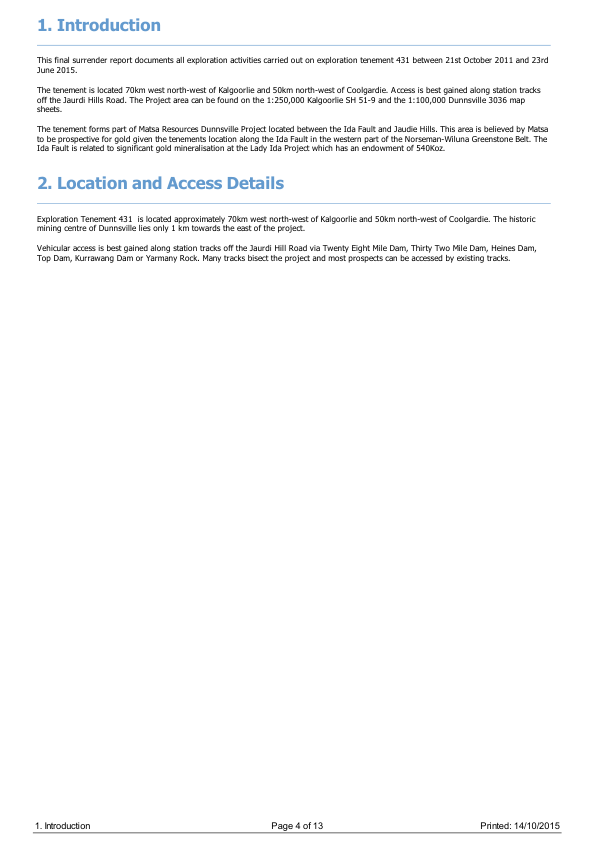 1. Introduction
This final surrender report documents all exploration activities carried out on exploration tenement 431 between 21st October 2011 and 23rd
June 2015.
The tenement is located 70km west north-west of Kalgoorlie and 50km north-west of Coolgardie. Access is best gained along station tracks
off the Jaurdi Hills Road. The Project area can be found on the 1:250,000 Kalgoorlie SH 51-9 and the 1:100,000 Dunnsville 3036 map
sheets.
The tenement forms part of Matsa Resources Dunnsville Project located between the Ida Fault and Jaudie Hills. This area is believed by Matsa
to be prospective for gold given the tenements location along the Ida Fault in the western part of the Norseman-Wiluna Greenstone Belt. The
Ida Fault is related to significant gold mineralisation at the Lady Ida Project which has an endowment of 540Koz.
2. Location and Access Details
Exploration Tenement 431 is located approximately 70km west north-west of Kalgoorlie and 50km north-west of Coolgardie. The historic
mining centre of Dunnsville lies only 1 km towards the east of the project.
Vehicular access is best gained along station tracks off the Jaurdi Hill Road via Twenty Eight Mile Dam, Thirty Two Mile Dam, Heines Dam,
Top Dam, Kurrawang Dam or Yarmany Rock. Many tracks bisect the project and most prospects can be accessed by existing tracks.
1. Introduction Page 4 of 13 Printed: 14/10/2015